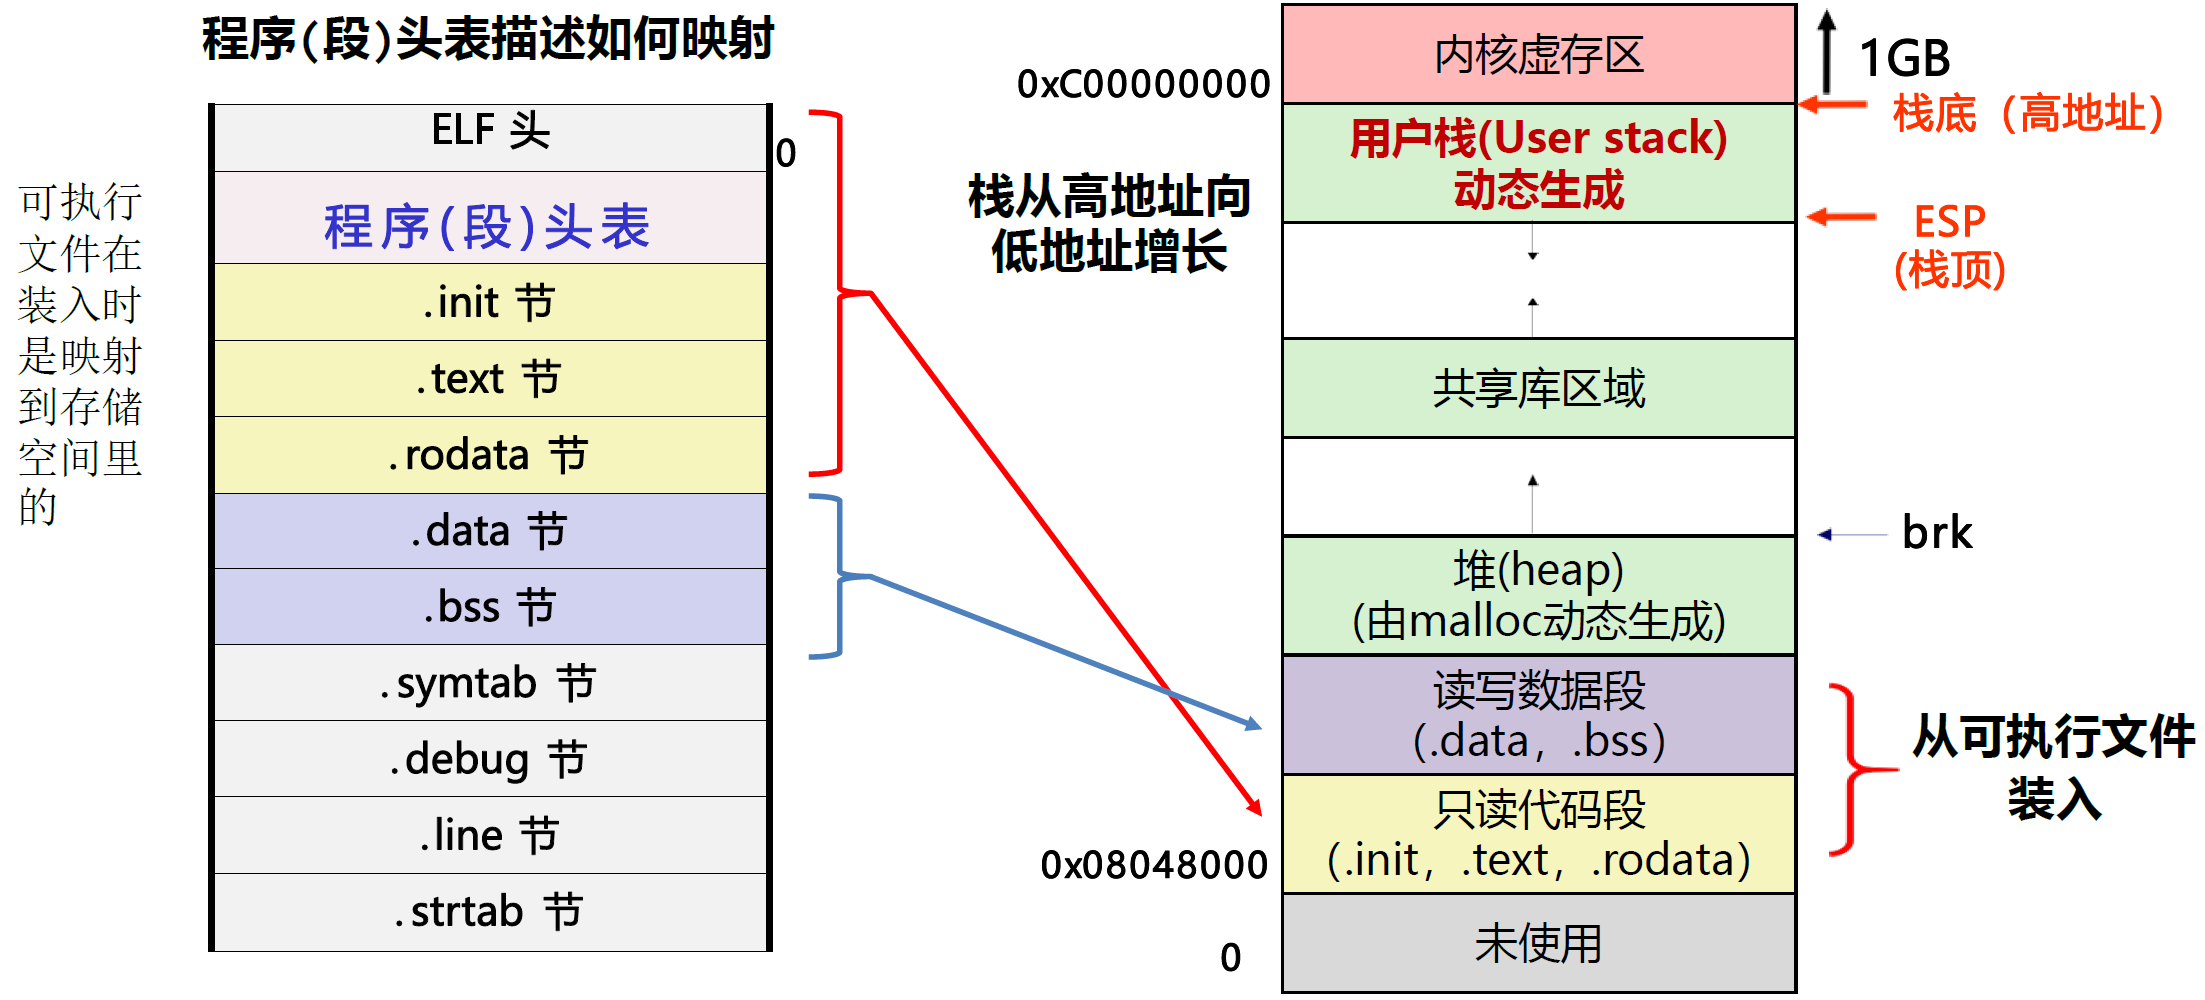 程序(段)头表描述如何映射
ELF 头
0
程序(段)头表
.init 节
.text 节
.rodata 节
.data 节
.bss 节
.symtab 节
.debug 节
.line 节
.strtab 节
可执行
文件在
装入时
是映射
到存储
空间里
的
栈从高地址向
低地址增长
0xC00000000
0x08048000
0
内核虚存区
用户栈(User stack)
动态生成
共享库区域
堆(heap)
(由malloc动态生成)
读写数据段
(.data，.bss)
只读代码段
(.init，.text，.rodata)
未使用
1GB
栈底（高地址）
ESP
(栈顶)
brk
从可执行文件
装入